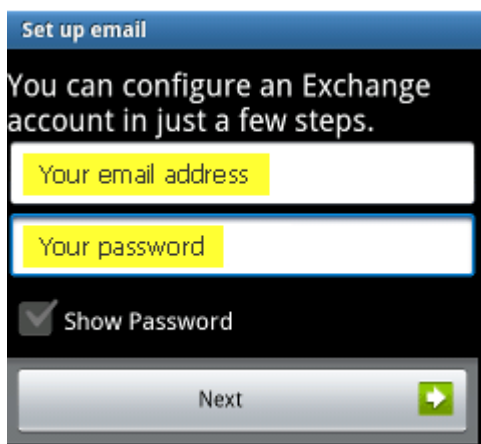 Set up email
You can configure an Exchange
account in just a few steps.
Your email address
Your password
Show Password
Next